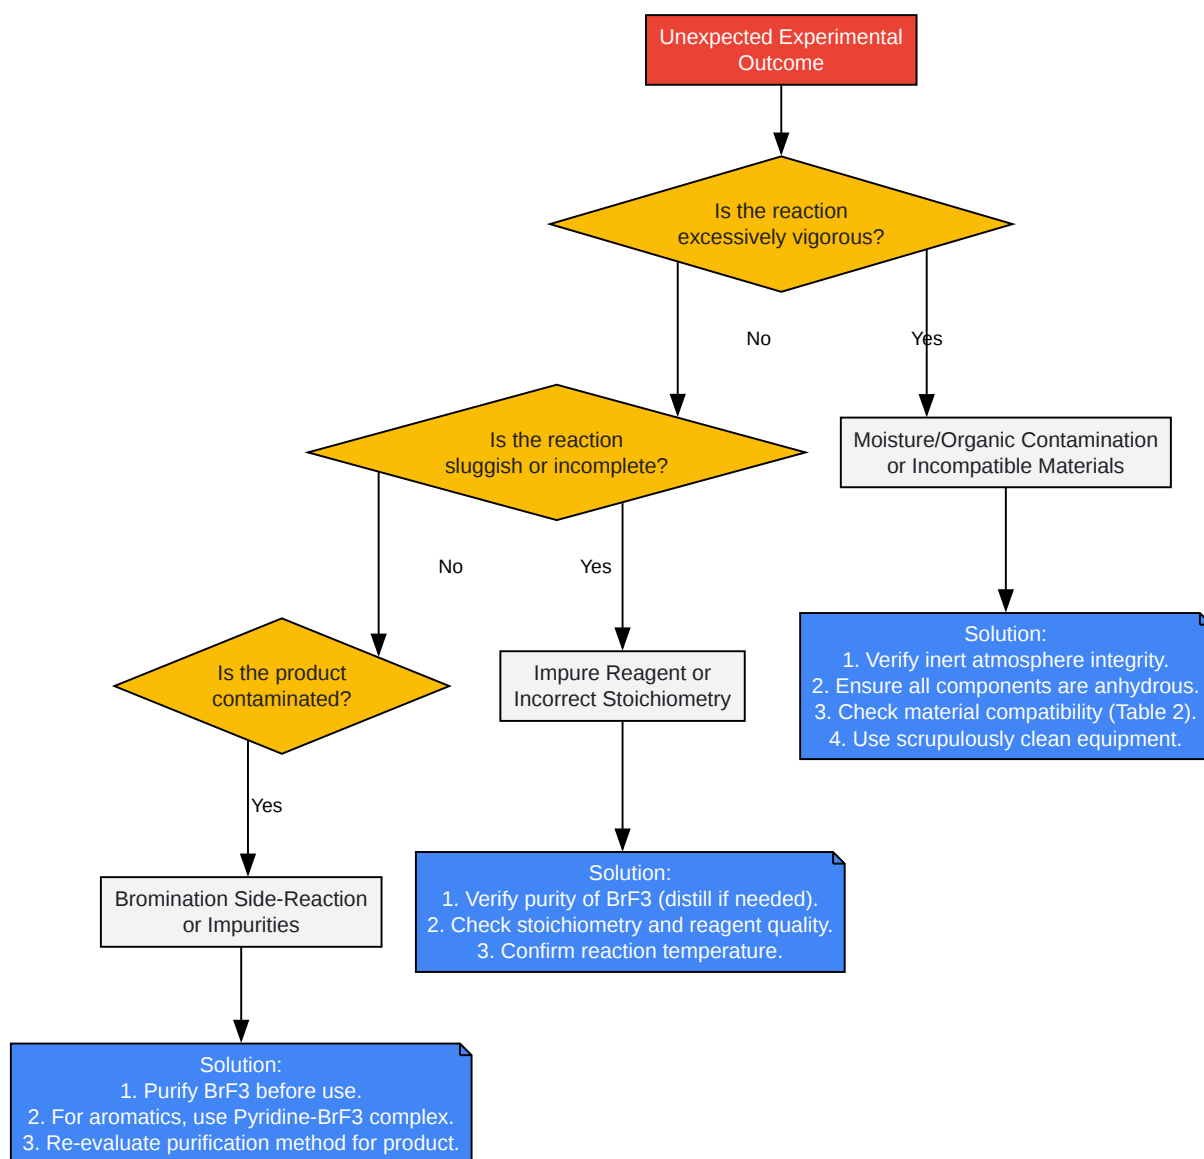 Unexpected Experimental
Outcome
Is the reaction
excessively vigorous?
No
Yes
Is the reaction
sluggish or incomplete?
Moisture/Organic Contamination
or Incompatible Materials
No
Yes
Is the product
contaminated?
Impure Reagent or
Incorrect Stoichiometry
Solution:
1. Verify inert atmosphere integrity.
2. Ensure all components are anhydrous.
3. Check material compatibility (Table 2).
4. Use scrupulously clean equipment.
Yes
Bromination Side-Reaction
or Impurities
Solution:
1. Verify purity of BrF3 (distill if needed).
2. Check stoichiometry and reagent quality.
3. Confirm reaction temperature.
Solution:
1. Purify BrF3 before use.
2. For aromatics, use Pyridine-BrF3 complex.
3. Re-evaluate purification method for product.